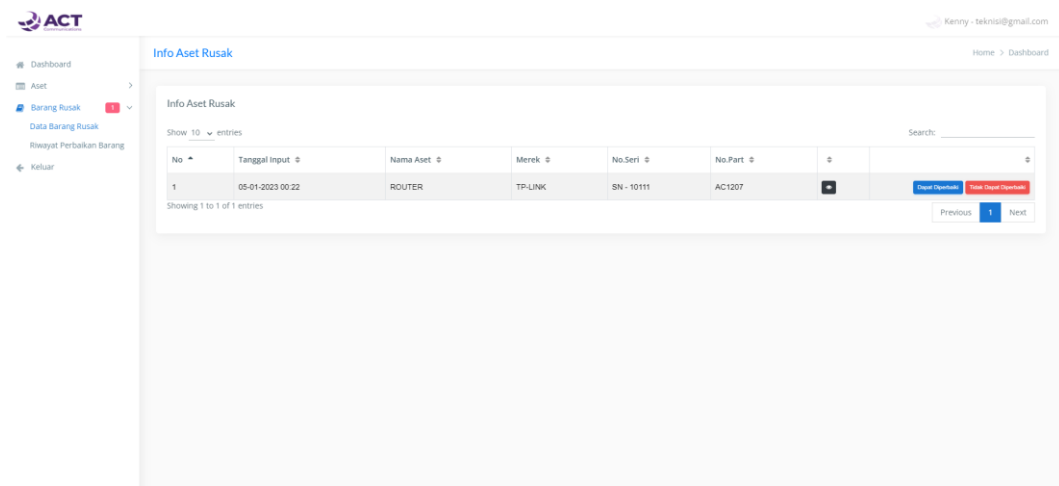 ACT
Communications
Kenny - teknisi@gmail.com
Info Aset Rusak
Home > Dashboard
Dashboard
Aset
Barang Rusak 1
Data Barang Rusak
Riwayat Perbaikan Barang
Keluar
Info Aset Rusak
Show 10 entries
Search:
No Tanggal Input Nama Aset Merek No.Seri No.Part
1 05-01-2023 00:22 ROUTER TP-LINK SN - 10111 AC1207 Dapat Diperbaiki Tidak Dapat Diperbaiki
Showing 1 to 1 of 1 entries
Previous 1 Next